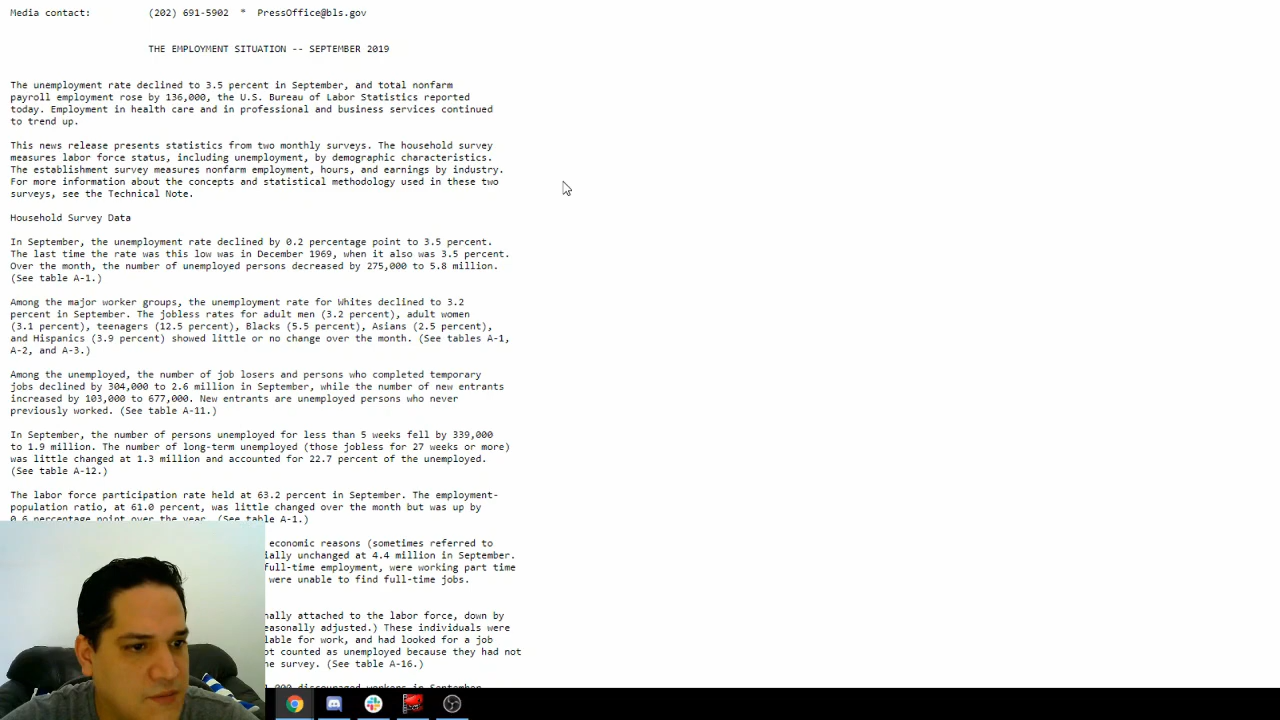 Media contact: (202) 691-5902 * PressOffice@bls.gov
THE EMPLOYMENT SITUATION -- SEPTEMBER 2019
The unemployment rate declined to 3.5 percent in September, and total nonfarm
payroll employment rose by 136,000, the U.S. Bureau of Labor Statistics reported
today. Employment in health care and in professional and business services continued
to trend up.
This news release presents statistics from two monthly surveys. The household survey
measures labor force status, including unemployment, by demographic characteristics.
The establishment survey measures nonfarm employment, hours, and earnings by industry.
For more information about the concepts and statistical methodology used in these two
surveys, see the Technical Note.
Household Survey Data
In September, the unemployment rate declined by 0.2 percentage point to 3.5 percent.
The last time the rate was this low was in December 1969, when it also was 3.5 percent.
Over the month, the number of unemployed persons decreased by 275,000 to 5.8 million.
(See table A-1.)
Among the major worker groups, the unemployment rate for Whites declined to 3.2
percent in September. The jobless rates for adult men (3.2 percent), adult women
(3.1 percent), teenagers (12.5 percent), Blacks (5.5 percent), Asians (2.5 percent),
and Hispanics (3.9 percent) showed little or no change over the month. (See tables A-1,
A-2, and A-3.)
Among the unemployed, the number of job losers and persons who completed temporary
jobs declined by 304,000 to 2.6 million in September, while the number of new entrants
increased by 103,000 to 677,000. New entrants are unemployed persons who never
previously worked. (See table A-11.)
In September, the number of persons unemployed for less than 5 weeks fell by 339,000
to 1.9 million. The number of long-term unemployed (those jobless for 27 weeks or more)
was little changed at 1.3 million and accounted for 22.7 percent of the unemployed.
(See table A-12.)
The labor force participation rate held at 63.2 percent in September. The employment-
population ratio, at 61.0 percent, was little changed over the month but was up by
0.6 percentage point over the year. (See table A-1.)
economic reasons (sometimes referred to
ially unchanged at 4.4 million in September.
full-time employment, were working part time
were unable to find full-time jobs.
nally attached to the labor force, down by
easonally adjusted.) These individuals were
lable for work, and had looked for a job
ot counted as unemployed because they had not
he survey. (See table A-16.)
,000 discouraged workers in September